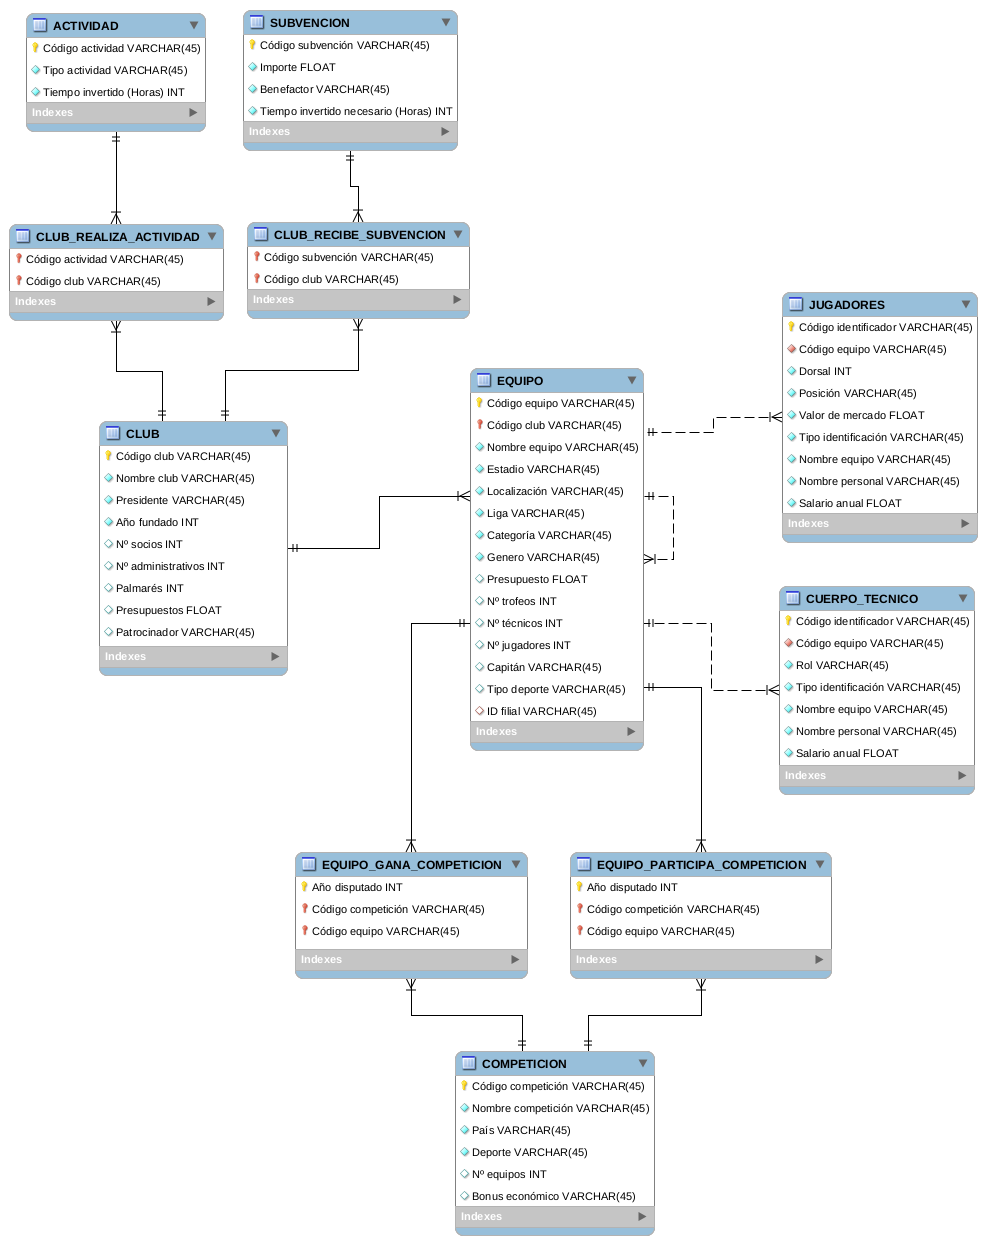 ACTIVIDAD
Código actividad VARCHAR(45)
Tipo actividad VARCHAR(45)
Tiempo invertido (Horas) INT
Indexes
SUBVENCION
Código subvención VARCHAR(45)
Importe FLOAT
Benefactor VARCHAR(45)
Tiempo invertido necesario (Horas) INT
Indexes
CLUB_REALIZA_ACTIVIDAD
Código actividad VARCHAR(45)
Código club VARCHAR(45)
Indexes
CLUB_RECIBE_SUBVENCION
Código subvención VARCHAR(45)
Código club VARCHAR(45)
Indexes
JUGADORES
Código identificador VARCHAR(45)
Código equipo VARCHAR(45)
Dorsal INT
Posición VARCHAR(45)
Valor de mercado FLOAT
Tipo identificación VARCHAR(45)
Nombre equipo VARCHAR(45)
Nombre personal VARCHAR(45)
Salario anual FLOAT
Indexes
EQUIPO
Código equipo VARCHAR(45)
Código club VARCHAR(45)
Nombre equipo VARCHAR(45)
Estadio VARCHAR(45)
Localización VARCHAR(45)
Liga VARCHAR(45)
Categoría VARCHAR(45)
Genero VARCHAR(45)
Presupuesto FLOAT
Nº trofeos INT
Nº técnicos INT
Nº jugadores INT
Capitán VARCHAR(45)
Tipo deporte VARCHAR(45)
ID filial VARCHAR(45)
Indexes
CLUB
Código club VARCHAR(45)
Nombre club VARCHAR(45)
Presidente VARCHAR(45)
Año fundado INT
Nº socios INT
Nº administrativos INT
Palmarés INT
Presupuestos FLOAT
Patrocinador VARCHAR(45)
Indexes
CUERPO_TECNICO
Código identificador VARCHAR(45)
Código equipo VARCHAR(45)
Rol VARCHAR(45)
Tipo identificación VARCHAR(45)
Nombre equipo VARCHAR(45)
Nombre personal VARCHAR(45)
Salario anual FLOAT
Indexes
EQUIPO_GANA_COMPETICION
Año disputado INT
Código competición VARCHAR(45)
Código equipo VARCHAR(45)
Indexes
EQUIPO_PARTICIPA_COMPETICION
Año disputado INT
Código competición VARCHAR(45)
Código equipo VARCHAR(45)
Indexes
COMPETICION
Código competición VARCHAR(45)
Nombre competición VARCHAR(45)
País VARCHAR(45)
Deporte VARCHAR(45)
Nº equipos INT
Bonus económico VARCHAR(45)
Indexes